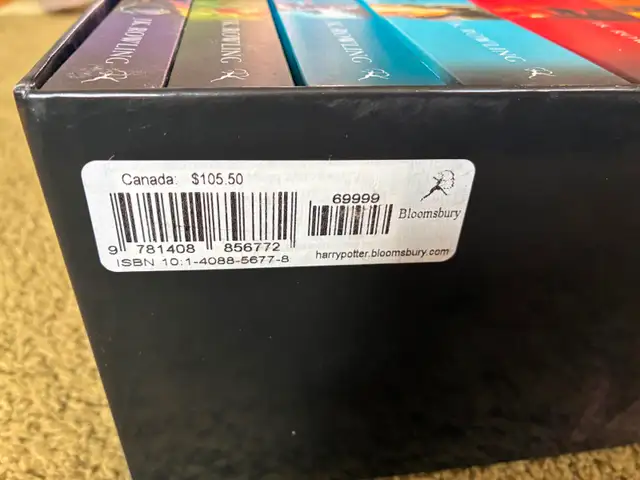 J.K. ROWLING
J.K. ROWLING
J.K. ROWLING
J.K. ROWLING
Canada: $105.50
69999
Bloomsbury
9 781408 856772
harrypotter.bloomsbury.com
ISBN 10:1-4088-5677-8